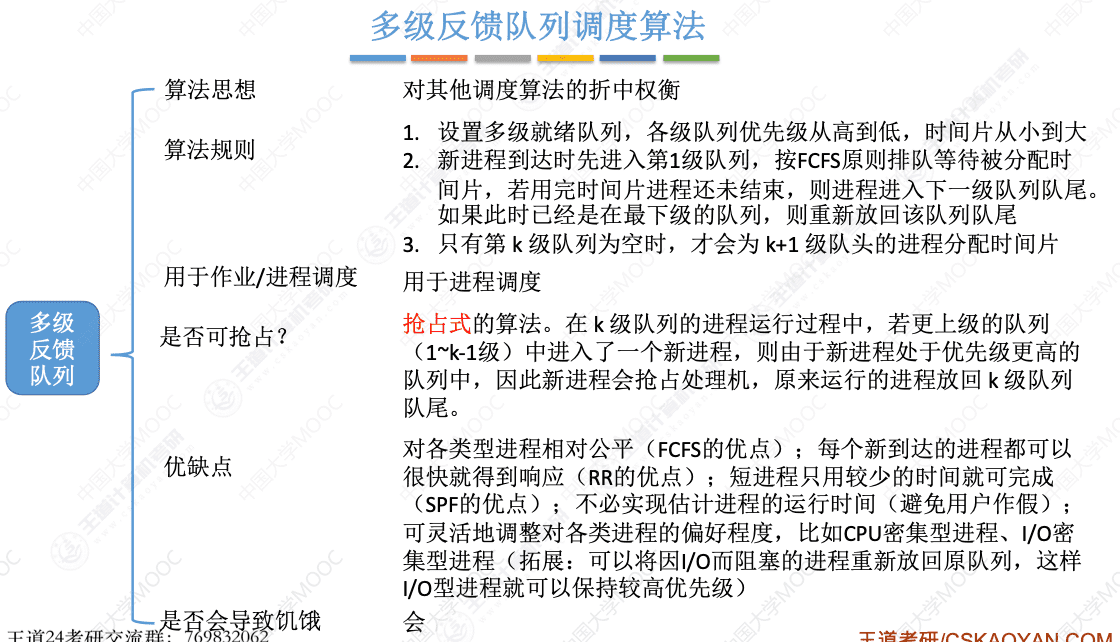 多级反馈队列调度算法
算法思想
对其他调度算法的折中权衡
算法规则
1. 设置多级就绪队列，各级队列优先级从高到低，时间片从小到大
2. 新进程到达时先进入第1级队列，按FCFS原则排队等待被分配时
间片，若用完时间片进程还未结束，则进程进入下一级队列队尾。
如果此时已经是在最下级的队列，则重新放回该队列队尾
3. 只有第 k 级队列为空时，才会为 k+1 级队头的进程分配时间片
用于作业/进程调度
用于进程调度
多级
反馈
队列
是否可抢占？
抢占式的算法。在 k 级队列的进程运行过程中，若更上级的队列
（1~k-1级）中进入了一个新进程，则由于新进程处于优先级更高的
队列中，因此新进程会抢占处理机，原来运行的进程放回 k 级队列
队尾。
优缺点
对各类型进程相对公平（FCFS的优点）；每个新到达的进程都可以
很快就得到响应（RR的优点）；短进程只用较少的时间就可完成
（SPF的优点）；不必实现估计进程的运行时间（避免用户作假）；
可灵活地调整对各类进程的偏好程度，比如CPU密集型进程、I/O密
集型进程（拓展：可以将因I/O而阻塞的进程重新放回原队列，这样
I/O型进程就可以保持较高优先级）
是否会导致饥饿
会
王道24考研交流群：769832062
王道考研/CSKAOYAN.COM
中国大学MOOC
王道计算机考研